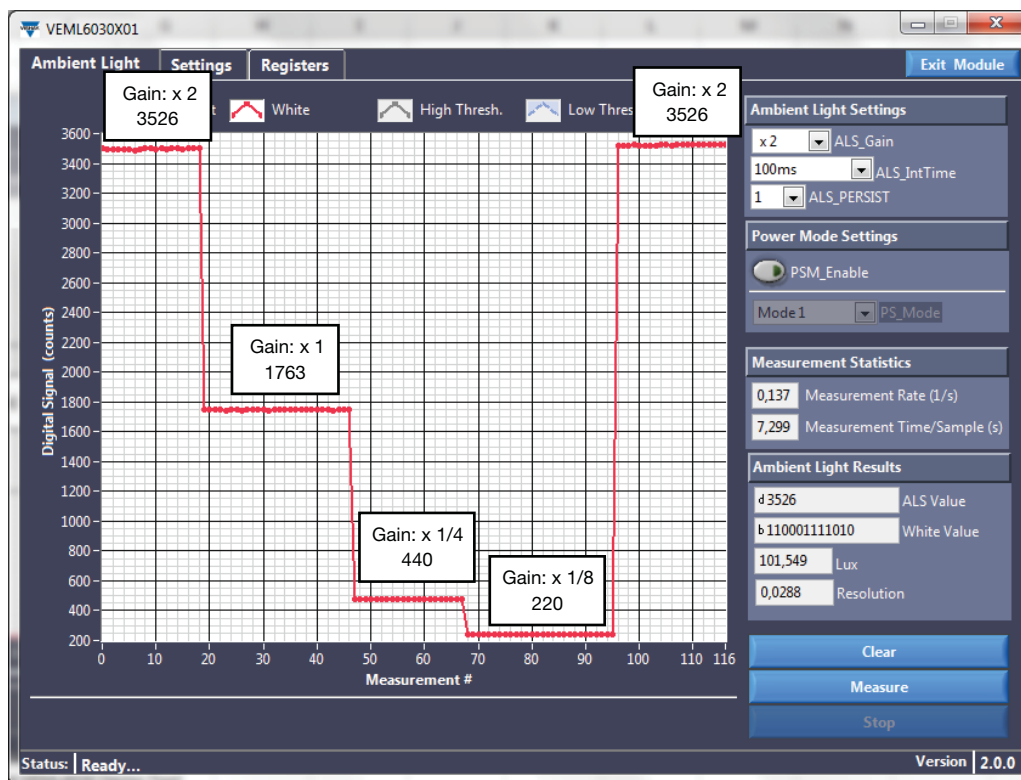 VISHAY
VEML6030X01
Ambient Light
Settings
Registers
Exit Module
Gain: x 2
3526
t
White
High Thresh.
Low Thres
Gain: x 2
3526
3600
3400
3200
3000
2800
2600
2400
2200
2000
1800
1600
1400
1200
1000
800
600
400
200
Digital Signal (counts)
Gain: x 1
1763
Gain: x 1/4
440
Gain: x 1/8
220
0 10 20 30 40 50 60 70 80 90 100 110 116
Measurement #
Ambient Light Settings
x 2 ALS_Gain
100ms ALS_IntTime
1 ALS_PERSIST
Power Mode Settings
PSM_Enable
Mode 1 PS_Mode
Measurement Statistics
0,137 Measurement Rate (1/s)
7,299 Measurement Time/Sample (s)
Ambient Light Results
d 3526 ALS Value
b 110001111010 White Value
101,549 Lux
0,0288 Resolution
Clear
Measure
Stop
Status: Ready...
Version 2.0.0